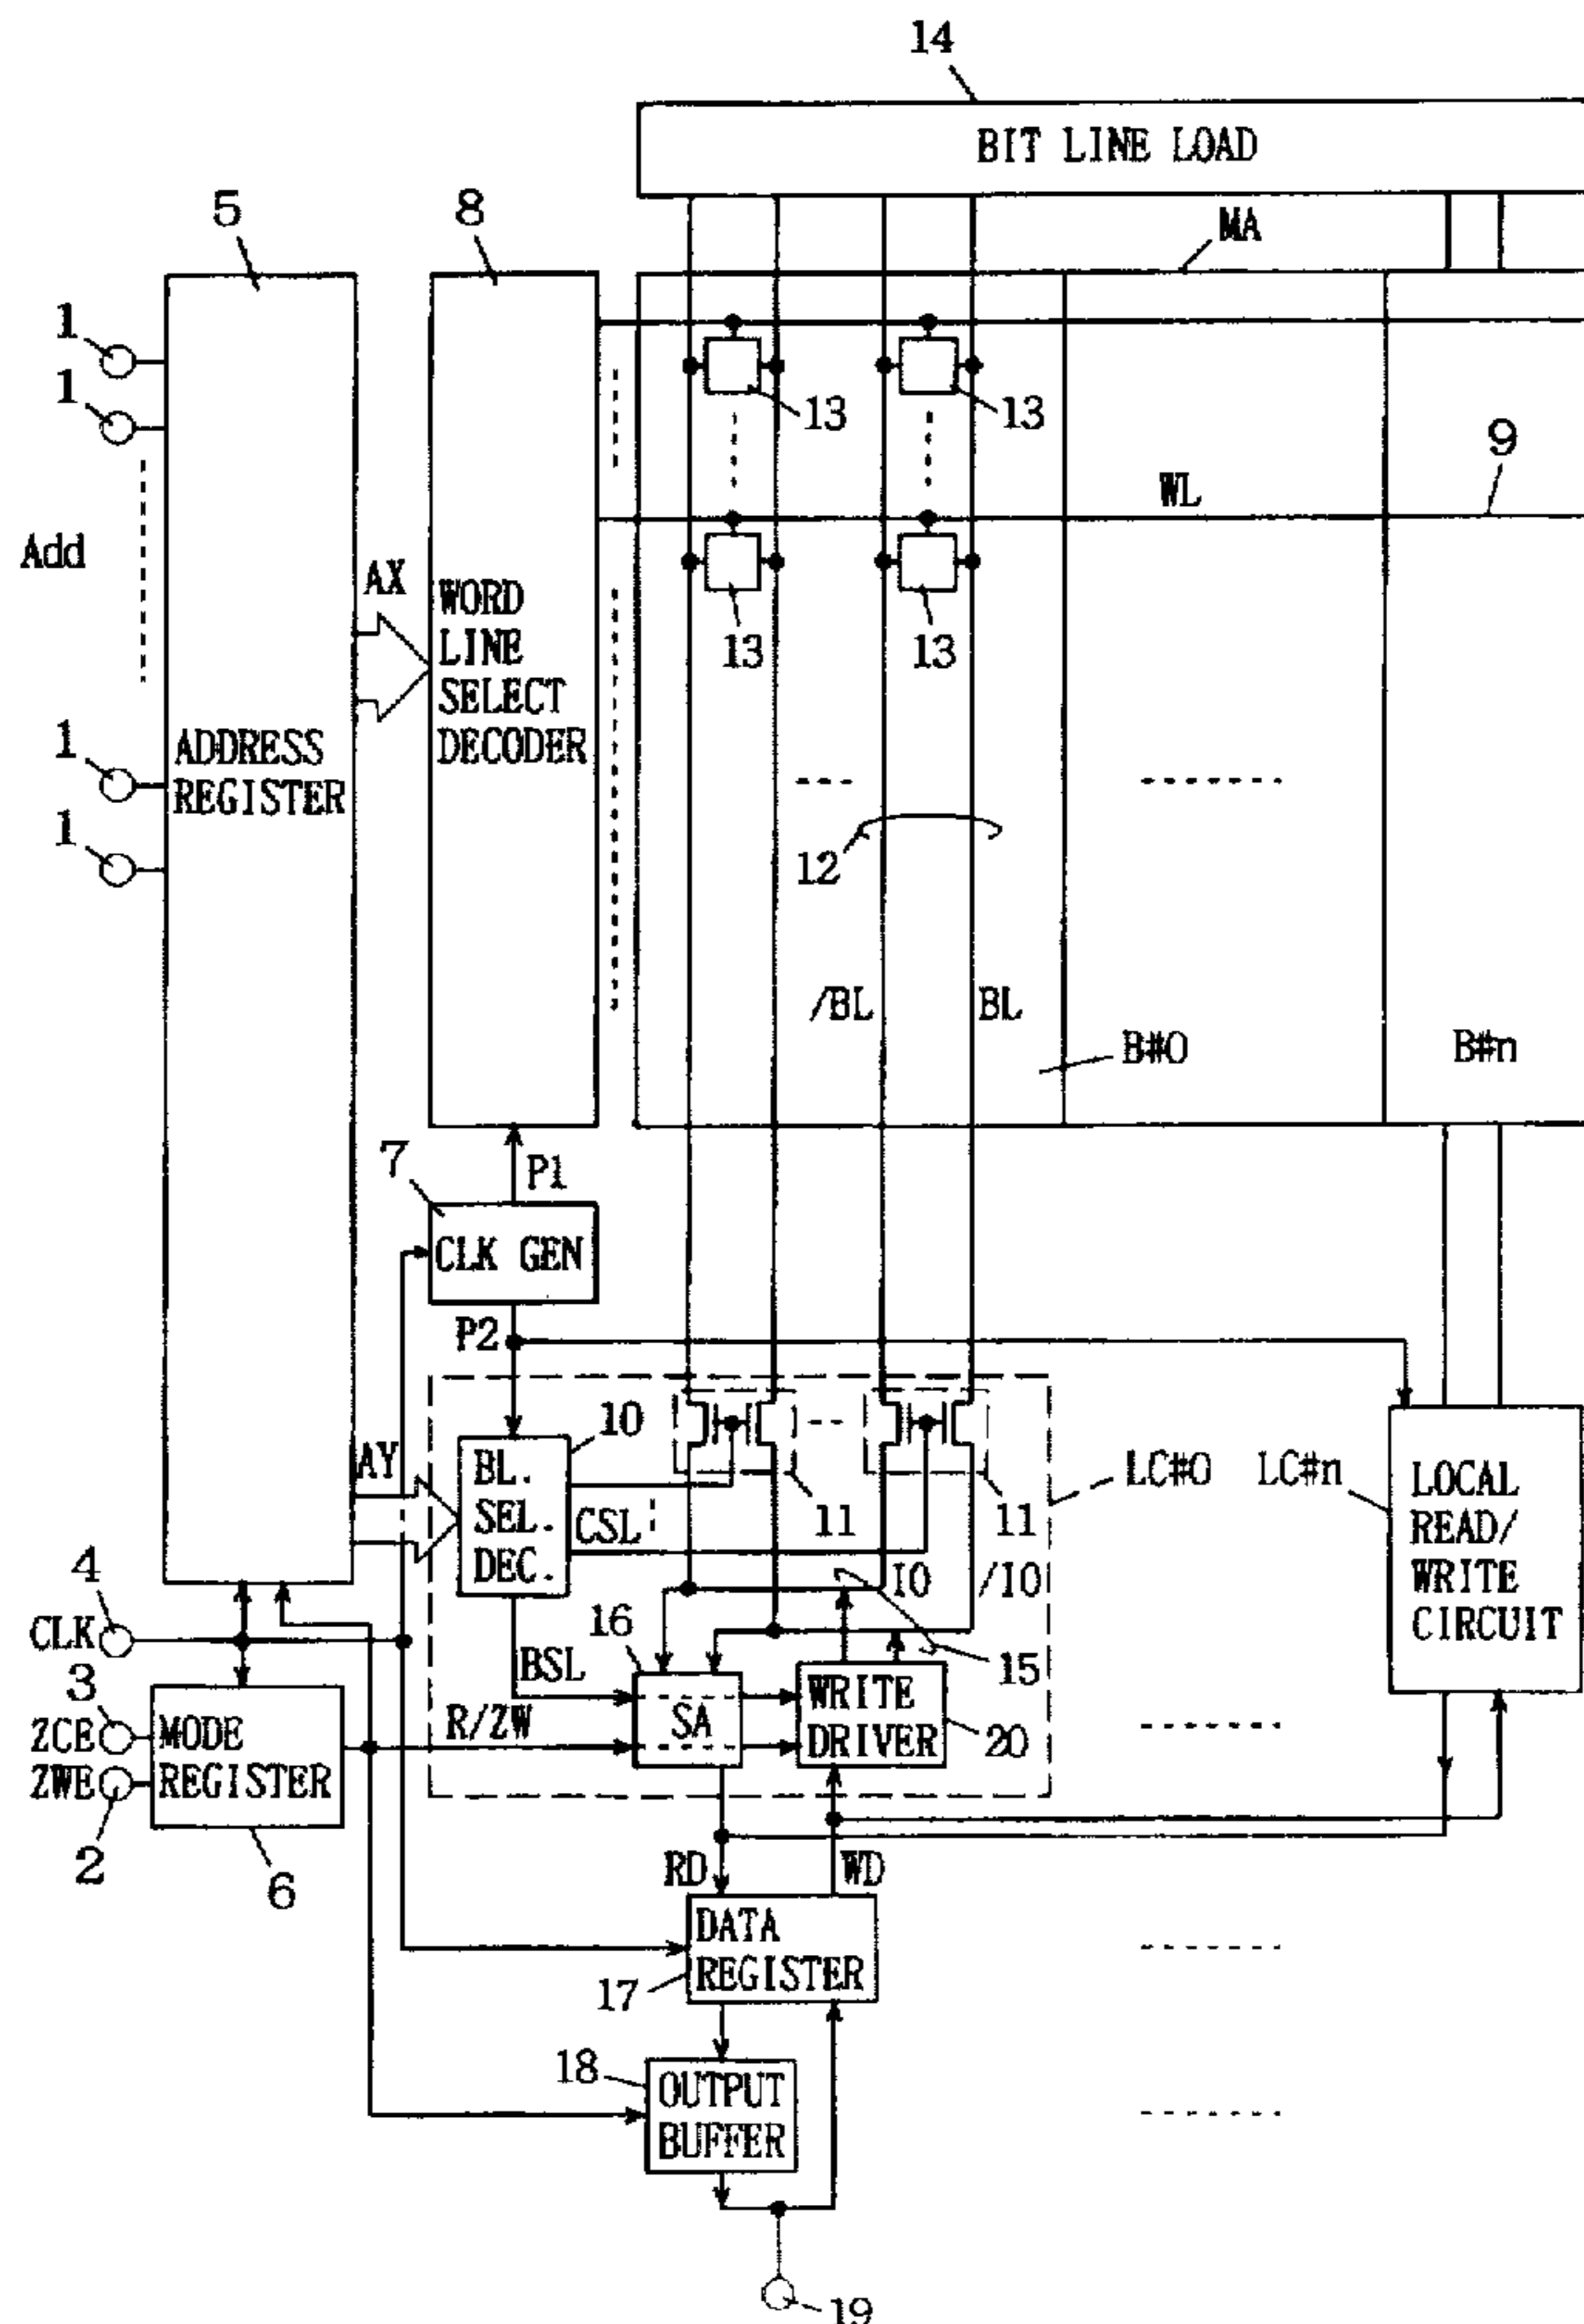 14
BIT LINE LOAD
5
8
MA
1
1
13
13
9
WL
Add
AX
WORD
LINE
SELECT
DECODER
13
13
1
ADDRESS
REGISTER
1
12
/BL
BL
B#0
B#n
7
P1
CLK GEN
P2
10
AY
BL.
SEL.
DEC.
CSL
11
11
LC#0
LC#n
LOCAL
READ/
WRITE
CIRCUIT
IO
/IO
4
CLK
16
BSL
15
3
ZCE
MODE
REGISTER
R/ZW
SA
WRITE
DRIVER
20
ZWE
2
6
RD
WD
DATA
REGISTER
17
18
OUTPUT
BUFFER
19